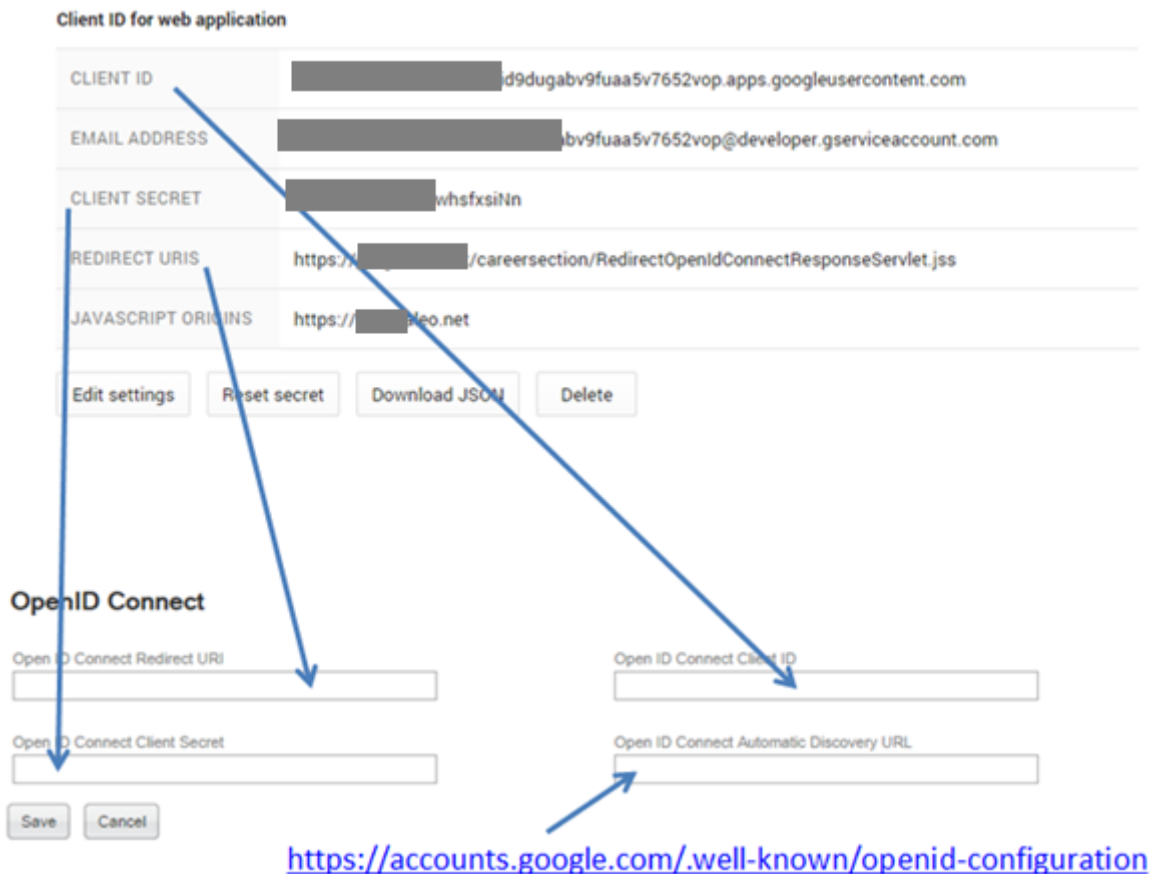 Client ID for web application
CLIENT ID id9dugabv9fuaa5v7652vop.apps.googleusercontent.com
EMAIL ADDRESS abv9fuaa5v7652vop@developer.gserviceaccount.com
CLIENT SECRET whsfxsiNn
REDIRECT URIS https:// /careersection/RedirectOpenIdConnectResponseServlet.jss
JAVASCRIPT ORIGINS https:// leo.net
Edit settings Reset secret Download JSON Delete
OpenID Connect
Open ID Connect Redirect URI Open ID Connect Client ID
Open ID Connect Client Secret Open ID Connect Automatic Discovery URL
Save Cancel
https://accounts.google.com/.well-known/openid-configuration